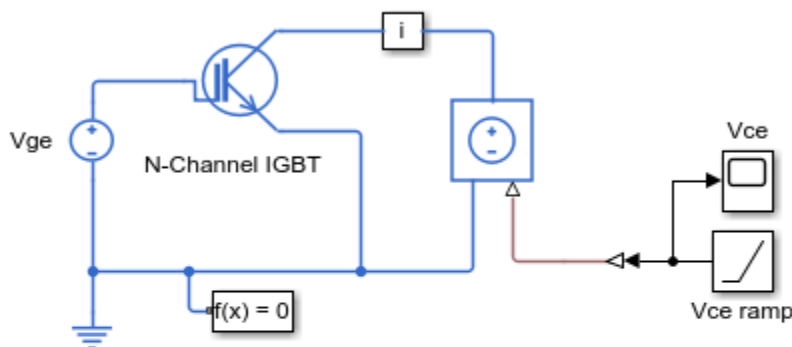 i
Vge
N-Channel IGBT
Vce
f(x) = 0
Vce ramp